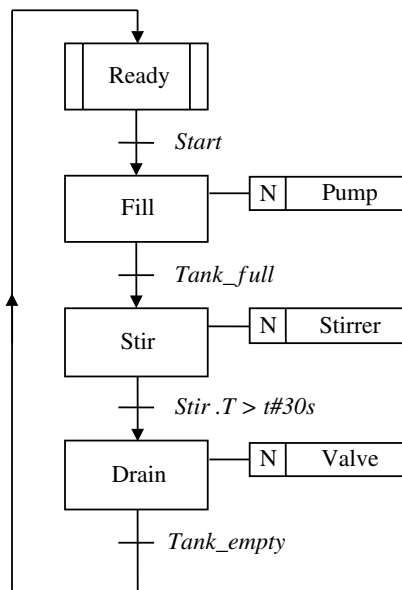 Ready
Start
Fill
N Pump
Tank_full
Stir
N Stirrer
Stir .T > t#30s
Drain
N Valve
Tank_empty